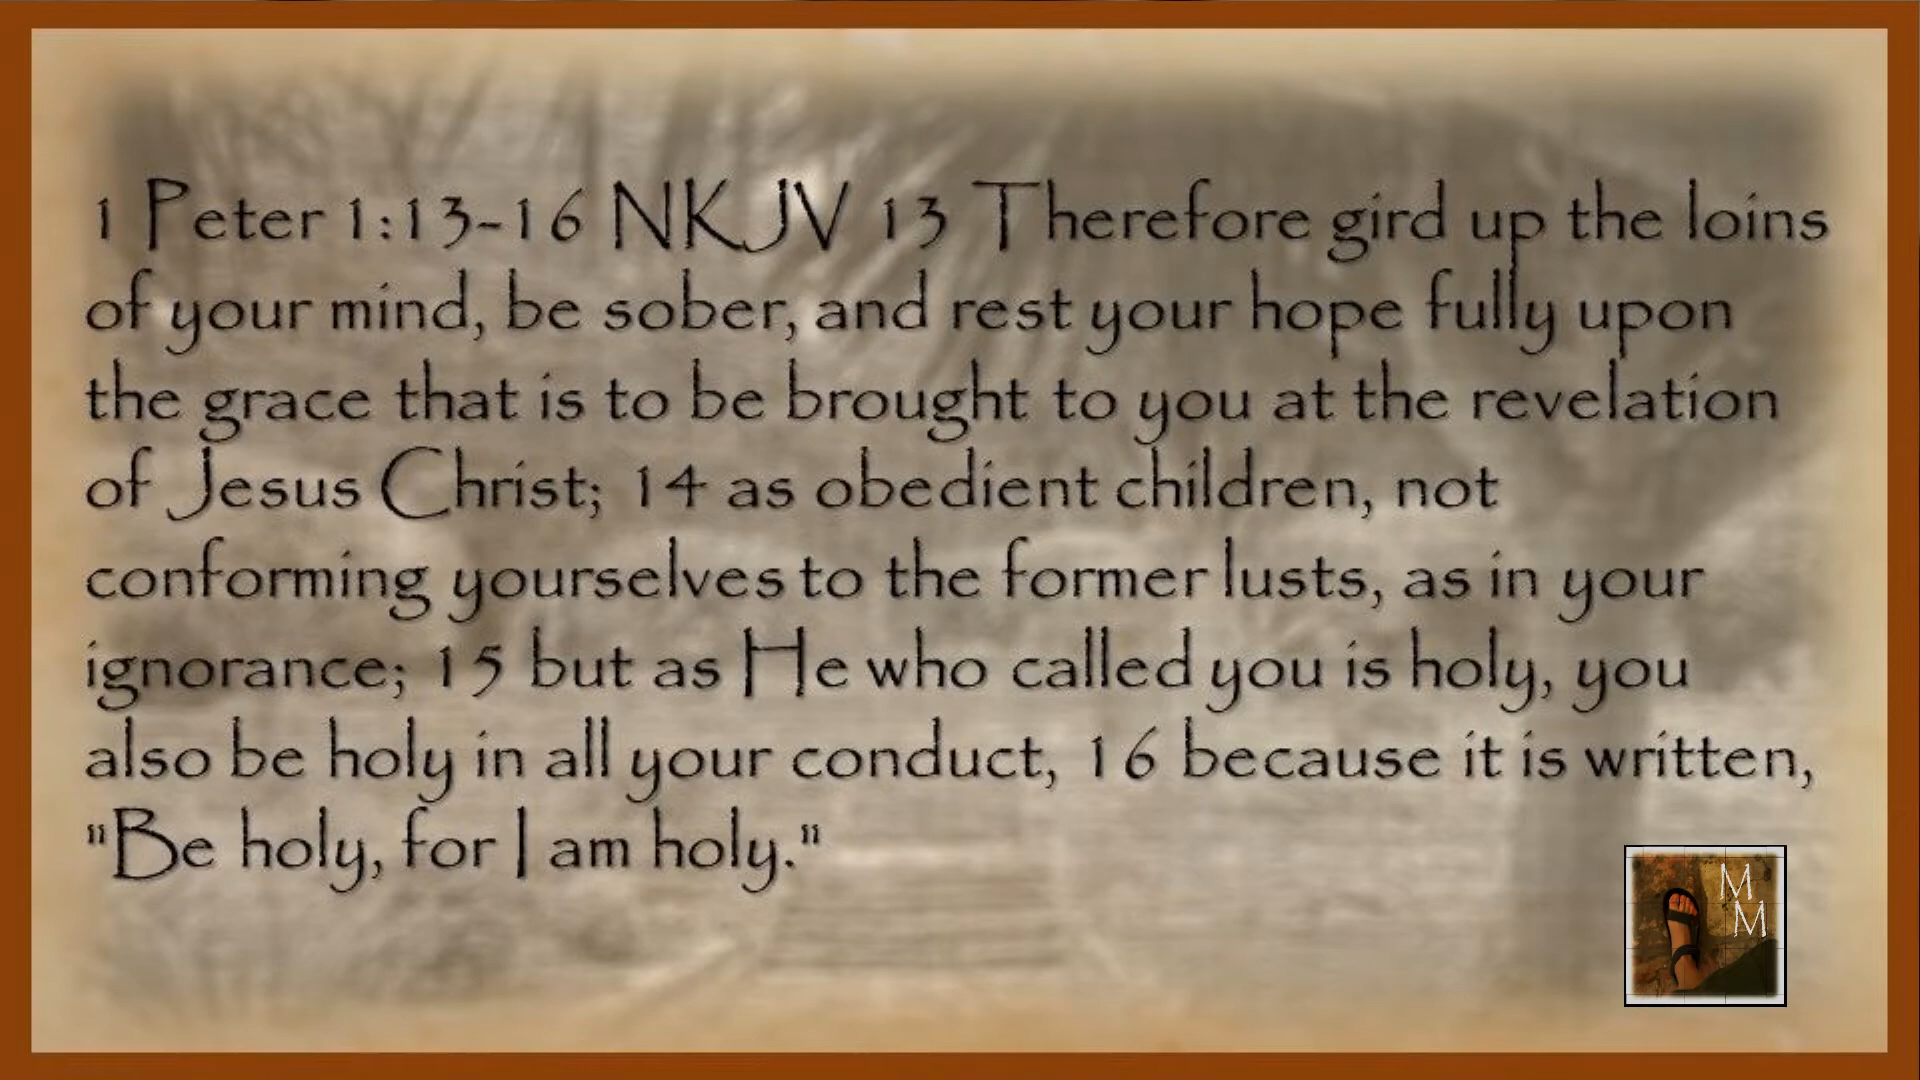 1 Peter 1:13-16 NKJV 13 Therefore gird up the loins
of your mind, be sober, and rest your hope fully upon
the grace that is to be brought to you at the revelation
of Jesus Christ; 14 as obedient children, not
conforming yourselves to the former lusts, as in your
ignorance; 15 but as He who called you is holy, you
also be holy in all your conduct, 16 because it is written,
"Be holy, for I am holy."
M
M